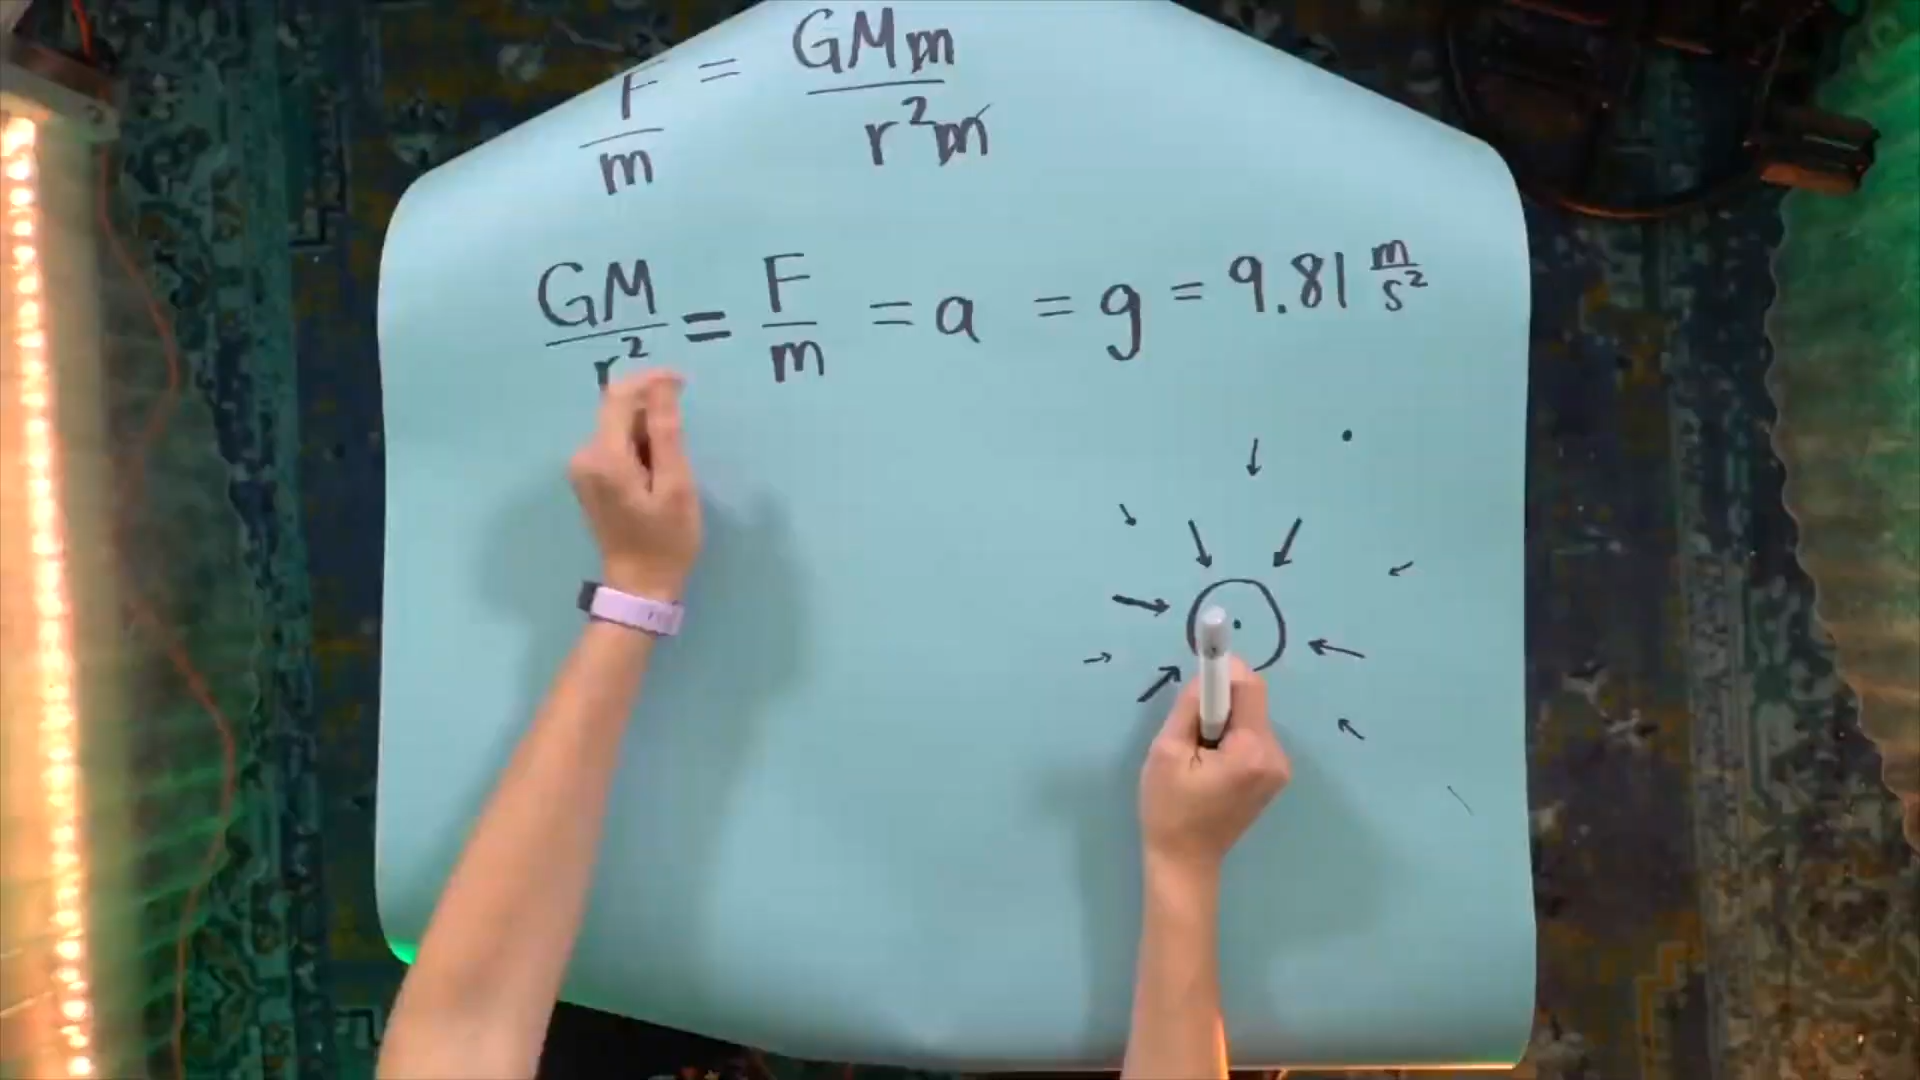 F/m = GMm/r²m
GM/r² = F/m = a = g = 9.81 m/s²